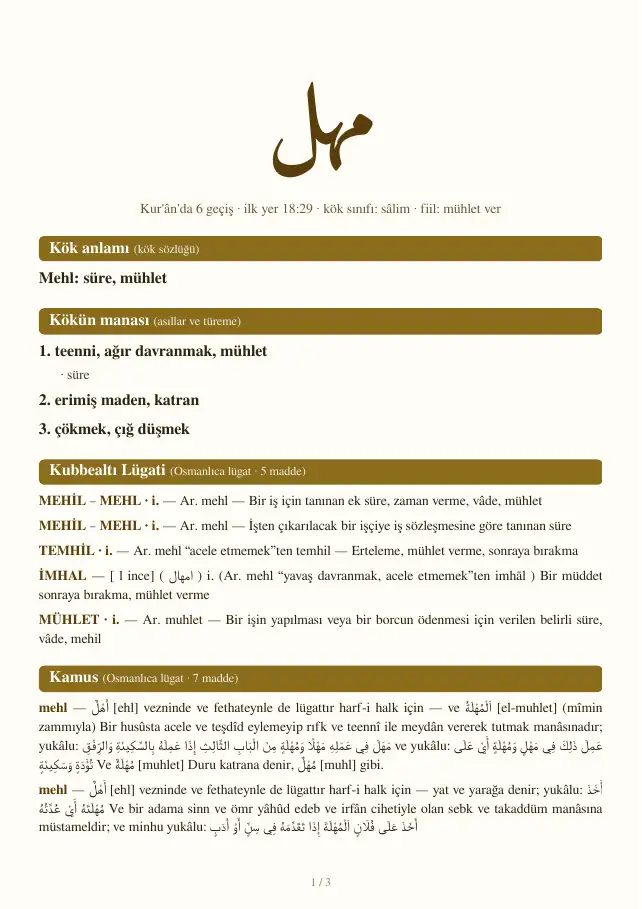 مهل
Kur'ân'da 6 geçiş · ilk yer 18:29 · kök sınıfı: sâlim · fiil: mühlet ver
Kök anlamı (kök sözlüğü)
Mehl: süre, mühlet
Kökün manası (asıllar ve türeme)
1. teenni, ağır davranmak, mühlet
· süre
2. erimiş maden, katran
3. çökmek, çığ düşmek
Kubbealtı Lügati (Osmanlıca lügat · 5 madde)
MEHİL – MEHL · i. — Ar. mehl — Bir iş için tanınan ek süre, zaman verme, vâde, mühlet
MEHİL – MEHL · i. — Ar. mehl — İşten çıkarılacak bir işçiye iş sözleşmesine göre tanınan süre
TEMHİL · i. — Ar. mehl “acele etmemek”ten temhil — Erteleme, mühlet verme, sonraya bırakma
İMHAL — [ l ince] ( امهال ) i. (Ar. mehl “yavaş davranmak, acele etmemek”ten imhāl ) Bir müddet
sonraya bırakma, mühlet verme
MÜHLET · i. — Ar. muhlet — Bir işin yapılması veya bir borcun ödenmesi için verilen belirli süre,
vâde, mehil
Kamus (Osmanlıca lügat · 7 madde)
mehl — أَهْلٌ [ehl] vezninde ve fethateynle de lügattır harf-i halk için — ve اَلْمُهْلَةُ [el-muhlet] (mîmin
zammıyla) Bir husûsta acele ve teşdîd eylemeyip rıfk ve teennî ile meydân vererek tutmak manâsınadır;
yukâlu: مَهَلَ فِي عَمَلِهِ مَهْلًا وَمُهْلَةً مِنَ الْبَابِ الثَّالِثِ إِذَا عَمِلَهُ بِالسَّكِينَةِ وَالرِّفْقِ ve yukâlu: عَمِلَ ذَلِكَ فِي مَهْلٍ وَمُهْلَةٍ أَيْ عَلَى
تُؤَدَةٍ وَسَكِينَةٍ Ve مُهْلَةٌ [muhlet] Duru katrana denir, مُهْلٌ [muhl] gibi.
mehl — أَهْلٌ [ehl] vezninde ve fethateynle de lügattır harf-i halk için — yat ve yarağa denir; yukâlu: أَخَذَ
مُهْلَتَهُ أَيْ عُدَّتَهُ Ve bir adama sinn ve ömr yâhûd edeb ve irfân cihetiyle olan sebk ve takaddüm manâsına
müstameldir; ve minhu yukâlu: أَخَذَ عَلَى فُلَانٍ اَلْمُهْلَةَ إِذَا تَقَدَّمَهُ فِي سِنٍّ أَوْ أَدَبٍ
1 / 3